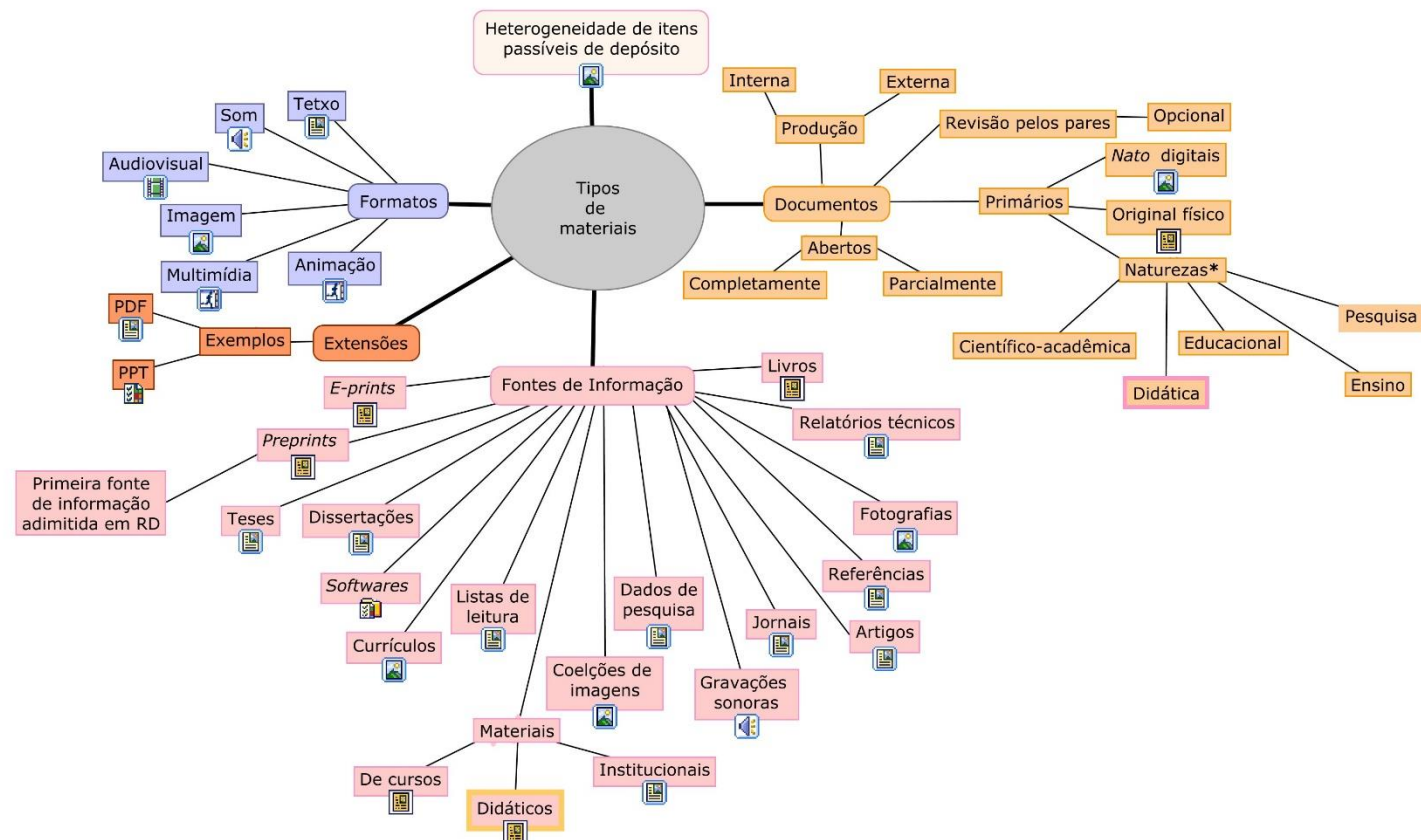 Heterogeneidade de itens
passíveis de depósito
Tipos
de
materiais
Formatos
Tetxo
Som
Audiovisual
Imagem
Multimídia
Animação
Extensões
Exemplos
PDF
PPT
Documentos
Produção
Interna
Externa
Revisão pelos pares
Opcional
Primários
Nato digitais
Original físico
Naturezas*
Científico-acadêmica
Didática
Educacional
Ensino
Pesquisa
Abertos
Completamente
Parcialmente
Fontes de Informação
E-prints
Preprints
Primeira fonte
de informação
adimitida em RD
Teses
Dissertações
Softwares
Currículos
Listas de
leitura
Materiais
De cursos
Didáticos
Institucionais
Coelções de
imagens
Dados de
pesquisa
Gravações
sonoras
Jornais
Artigos
Referências
Fotografias
Relatórios técnicos
Livros